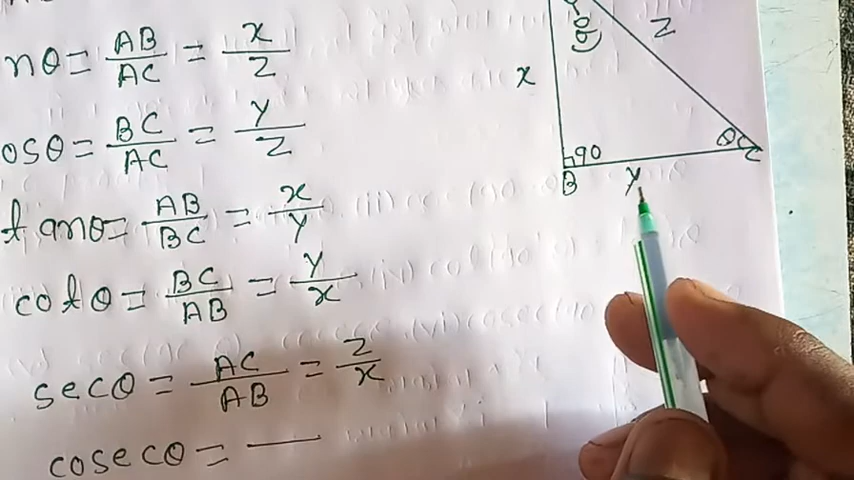 nθ = AB/AC = x/z
osθ = BC/AC = y/z
tanθ = AB/BC = x/y
cotθ = BC/AB = y/x
secθ = AC/AB = z/x
cosecθ = —
x
z
θ
C
90
B
y